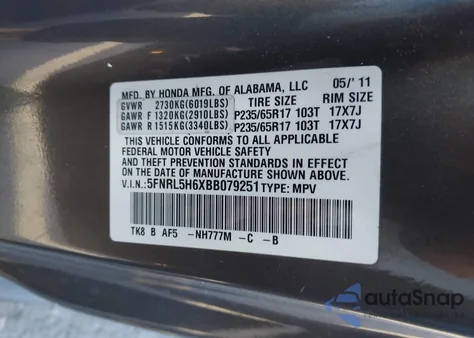 MFD. BY HONDA MFG. OF ALABAMA, LLC 05/'11
GVWR 2730KG(6019LBS) TIRE SIZE RIM SIZE
GAWR F 1320KG(2910LBS) P235/65R17 103T 17X7J
GAWR R 1515KG(3340LBS) P235/65R17 103T 17X7J
THIS VEHICLE CONFORMS TO ALL APPLICABLE
FEDERAL MOTOR VEHICLE SAFETY AND
THEFT PREVENTION STANDARDS IN EFFECT
ON THE DATE OF MANUFACTURE SHOWN ABOVE.
V.I.N:5FNRL5H6XBB079251 TYPE: MPV
TK8 B AF5 -NH777M -C -B
autoSnap